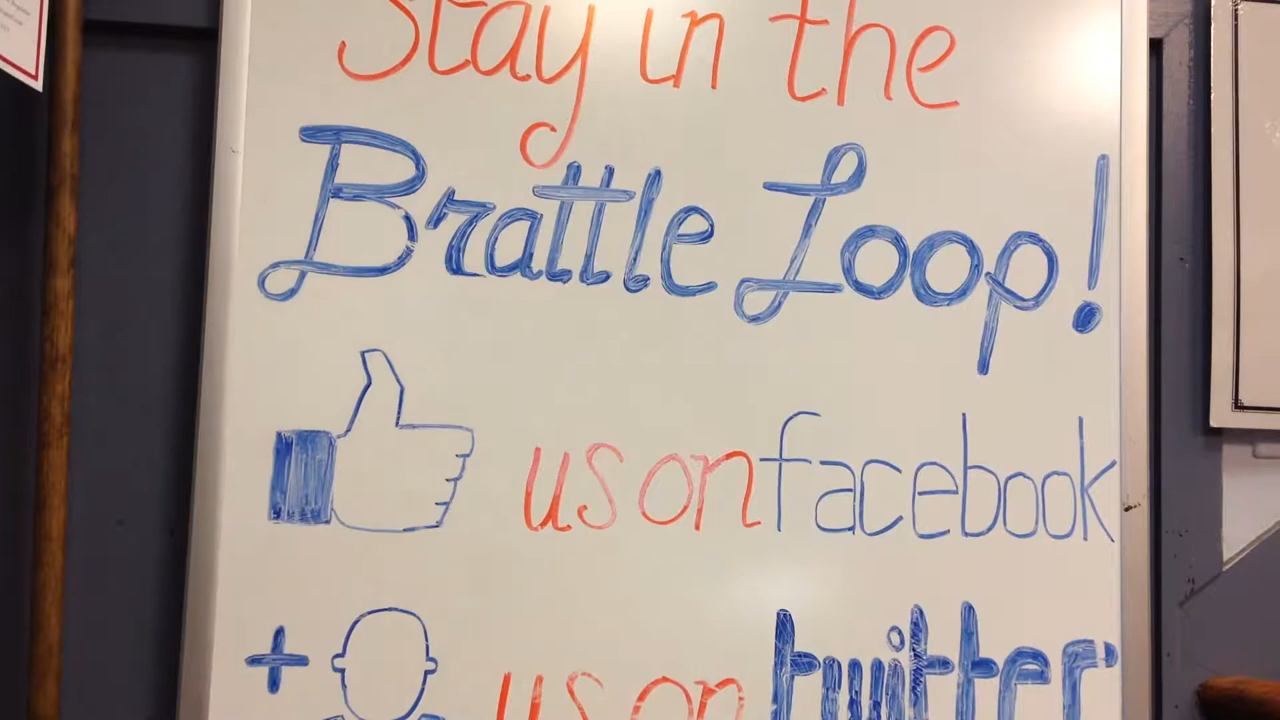 Stay in the
Brattle Loop!
us on facebook
+ us on twitter